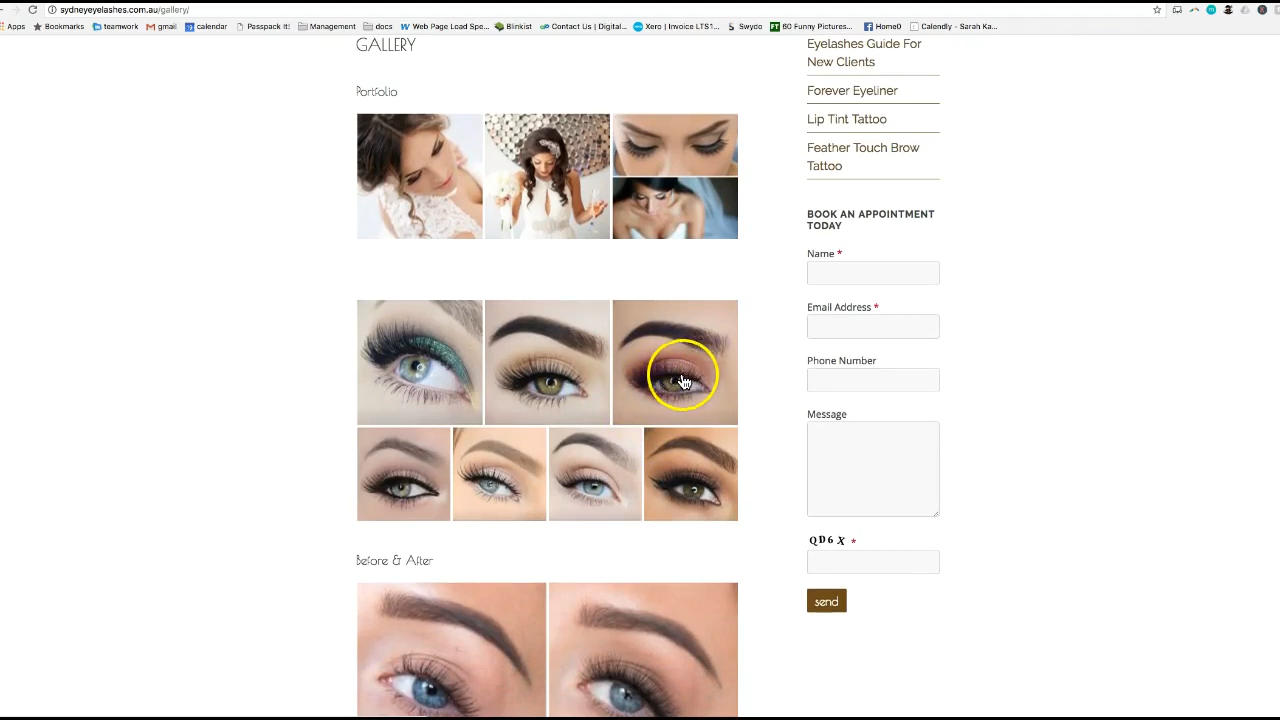 sydneyeyelashes.com.au/gallery/
Apps Bookmarks teamwork gmail calendar Passpack It! Management docs Web Page Load Spe... Blinkist Contact Us | Digital... Xero | Invoice LTS1... Swydo 60 Funny Pictures... Home0 Calendly - Sarah Ka...
GALLERY
Portfolio
Before & After
Eyelashes Guide For
New Clients
Forever Eyeliner
Lip Tint Tattoo
Feather Touch Brow
Tattoo
BOOK AN APPOINTMENT
TODAY
Name *
Email Address *
Phone Number
Message
QD6X *
send